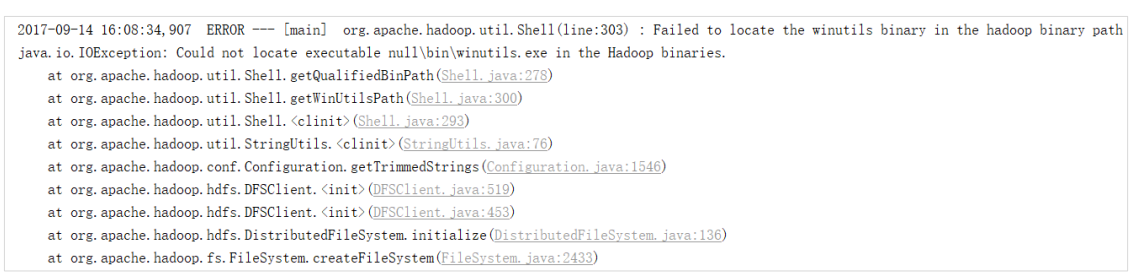 2017-09-14 16:08:34,907  ERROR --- [main]  org.apache.hadoop.util.Shell(line:303) : Failed to locate the winutils binary in the hadoop binary path
java.io.IOException: Could not locate executable null\bin\winutils.exe in the Hadoop binaries.
    at org.apache.hadoop.util.Shell.getQualifiedBinPath(Shell.java:278)
    at org.apache.hadoop.util.Shell.getWinUtilsPath(Shell.java:300)
    at org.apache.hadoop.util.Shell.<clinit>(Shell.java:293)
    at org.apache.hadoop.util.StringUtils.<clinit>(StringUtils.java:76)
    at org.apache.hadoop.conf.Configuration.getTrimmedStrings(Configuration.java:1546)
    at org.apache.hadoop.hdfs.DFSClient.<init>(DFSClient.java:519)
    at org.apache.hadoop.hdfs.DFSClient.<init>(DFSClient.java:453)
    at org.apache.hadoop.hdfs.DistributedFileSystem.initialize(DistributedFileSystem.java:136)
    at org.apache.hadoop.fs.FileSystem.createFileSystem(FileSystem.java:2433)